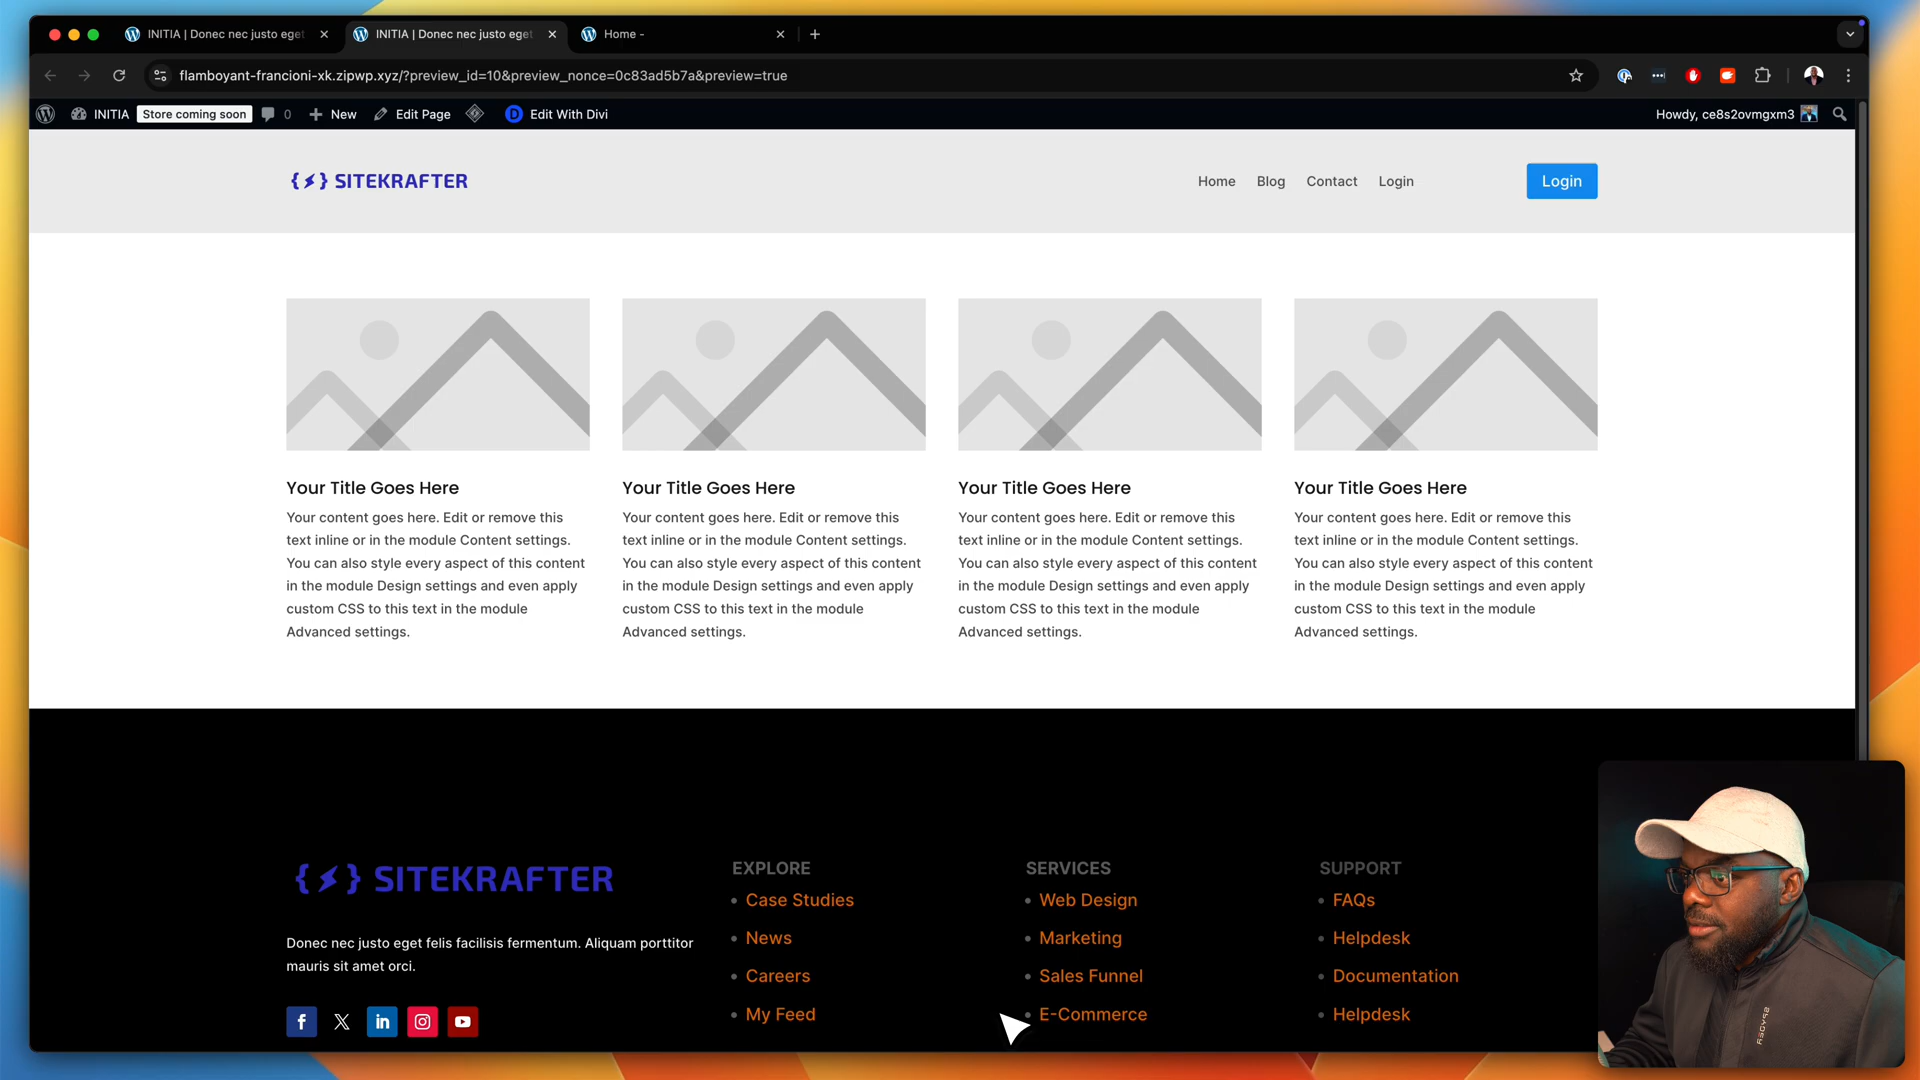 INITIA | Donec nec justo eget
INITIA | Donec nec justo eget
Home -
flamboyant-francioni-xk.zipwp.xyz/?preview_id=10&preview_nonce=0c83ad5b7a&preview=true
INITIA Store coming soon 0 New Edit Page Edit With Divi Howdy, ce8s2ovmgxm3
{⚡} SITEKRAFTER
Home Blog Contact Login
Login
Your Title Goes Here
Your content goes here. Edit or remove this
text inline or in the module Content settings.
You can also style every aspect of this content
in the module Design settings and even apply
custom CSS to this text in the module
Advanced settings.
Your Title Goes Here
Your content goes here. Edit or remove this
text inline or in the module Content settings.
You can also style every aspect of this content
in the module Design settings and even apply
custom CSS to this text in the module
Advanced settings.
Your Title Goes Here
Your content goes here. Edit or remove this
text inline or in the module Content settings.
You can also style every aspect of this content
in the module Design settings and even apply
custom CSS to this text in the module
Advanced settings.
Your Title Goes Here
Your content goes here. Edit or remove this
text inline or in the module Content settings.
You can also style every aspect of this content
in the module Design settings and even apply
custom CSS to this text in the module
Advanced settings.
{⚡} SITEKRAFTER
Donec nec justo eget felis facilisis fermentum. Aliquam porttitor
mauris sit amet orci.
EXPLORE
Case Studies
News
Careers
My Feed
SERVICES
Web Design
Marketing
Sales Funnel
E-Commerce
SUPPORT
FAQs
Helpdesk
Documentation
Helpdesk
SPYDER